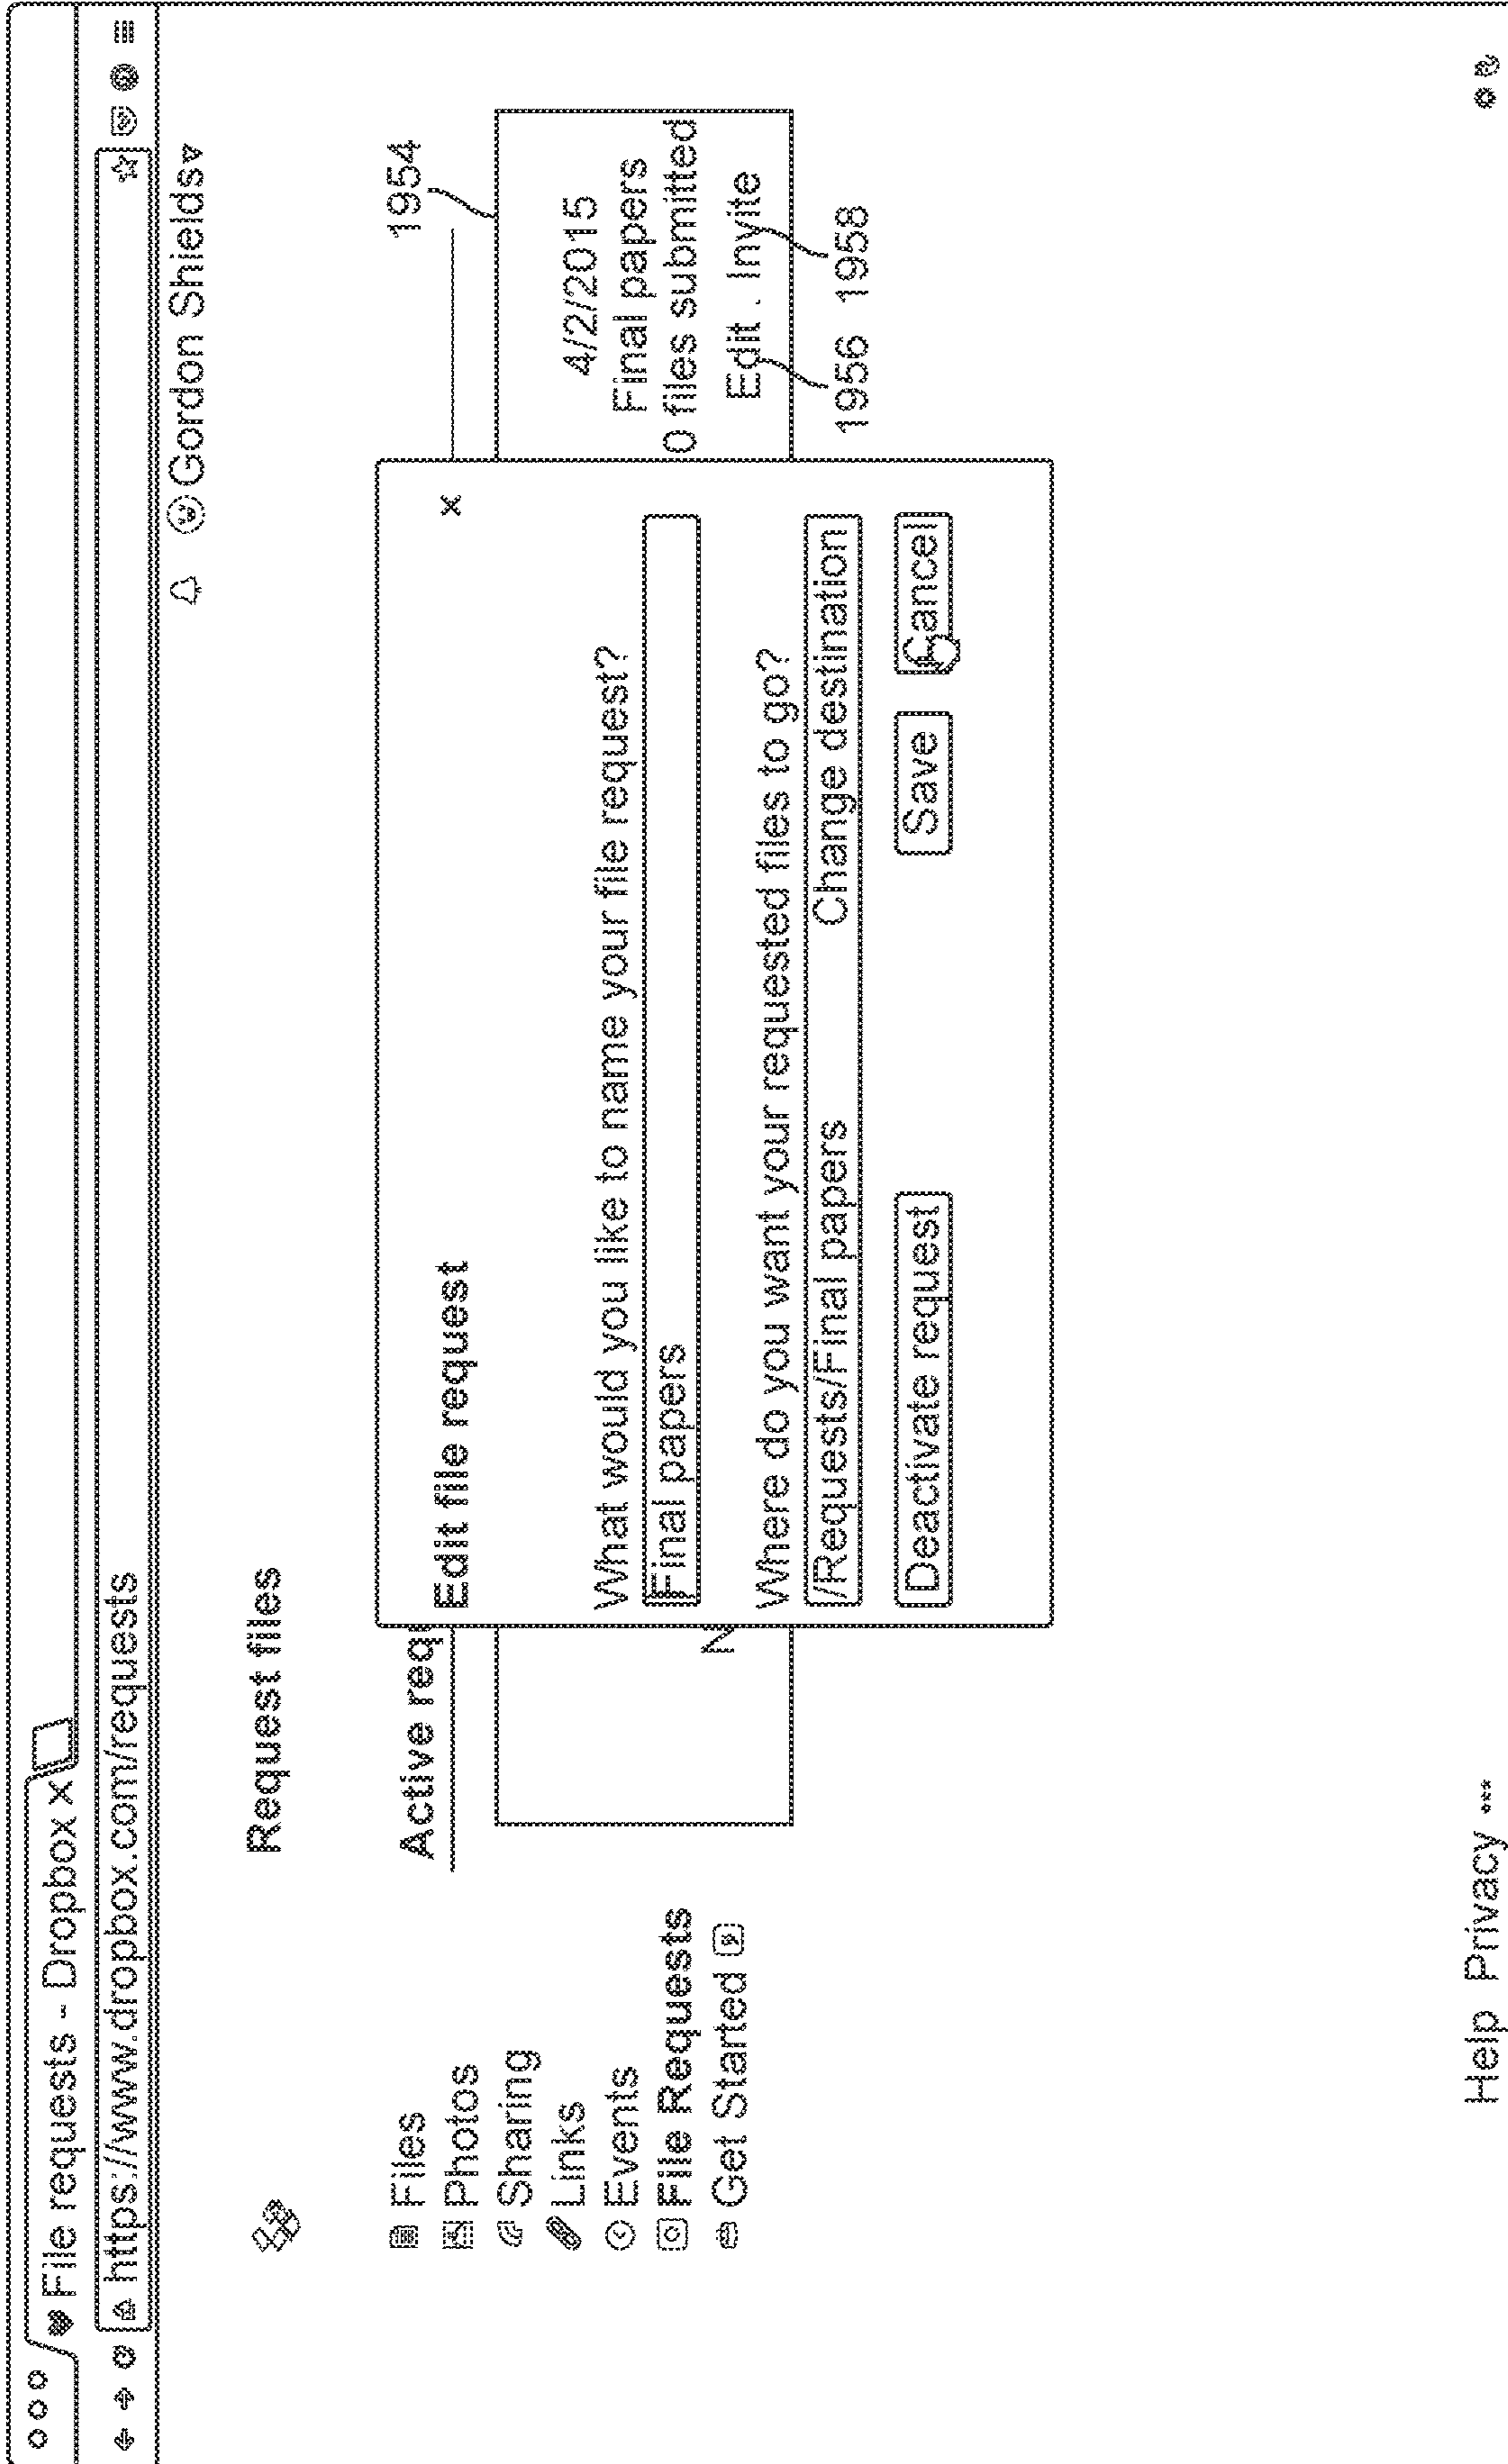 File requests - Dropbox x
https://www.dropbox.com/requests
Gordon Shields
Request files
Files
Photos
Sharing
Links
Events
File Requests
Get Started
Active requ
1954
4/2/2015
Final papers
0 files submitted
Edit . Invite
1956 1958
N
Edit file request x
What would you like to name your file request?
Final papers
Where do you want your requested files to go?
/Requests/Final papers Change destination
Deactivate request Save Cancel
Help Privacy •••